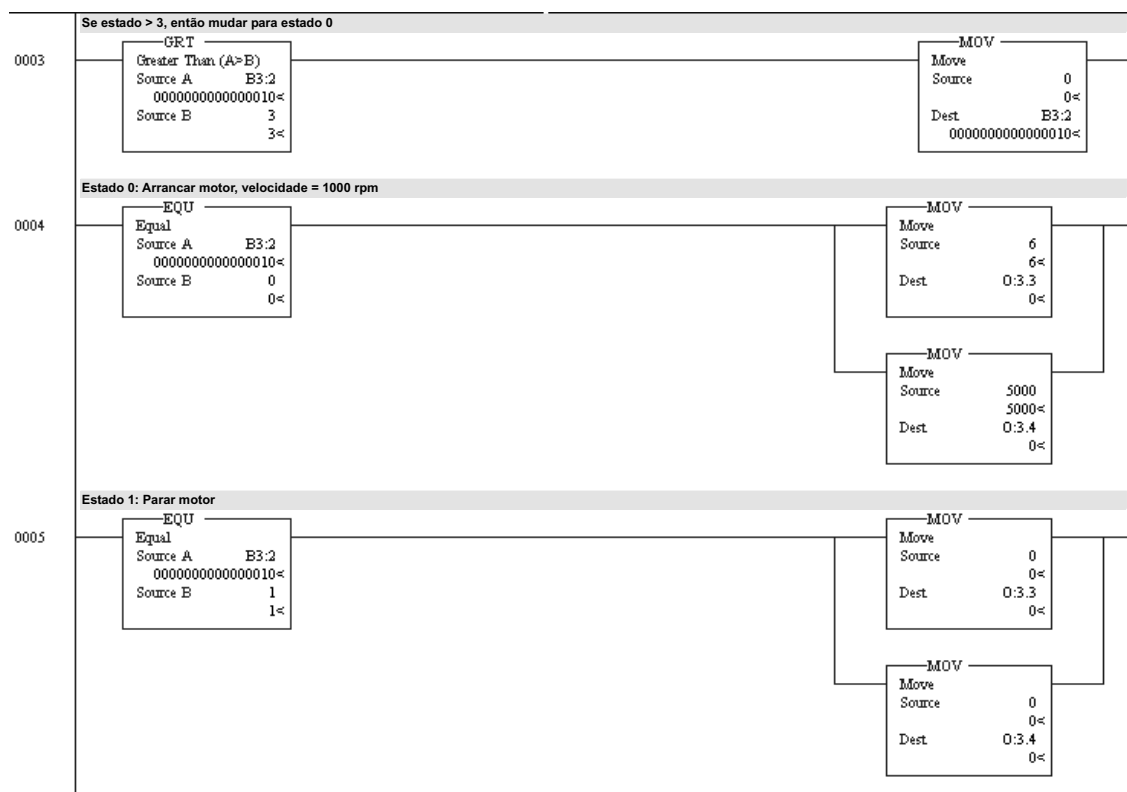 Se estado > 3, então mudar para estado 0
0003
GRT
Greater Than (A>B)
Source A B3:2
0000000000000010<
Source B 3
3<
MOV
Move
Source 0
0<
Dest B3:2
0000000000000010<
Estado 0: Arrancar motor, velocidade = 1000 rpm
0004
EQU
Equal
Source A B3:2
0000000000000010<
Source B 0
0<
MOV
Move
Source 6
6<
Dest O:3.3
0<
MOV
Move
Source 5000
5000<
Dest O:3.4
0<
Estado 1: Parar motor
0005
EQU
Equal
Source A B3:2
0000000000000010<
Source B 1
1<
MOV
Move
Source 0
0<
Dest O:3.3
0<
MOV
Move
Source 0
0<
Dest O:3.4
0<